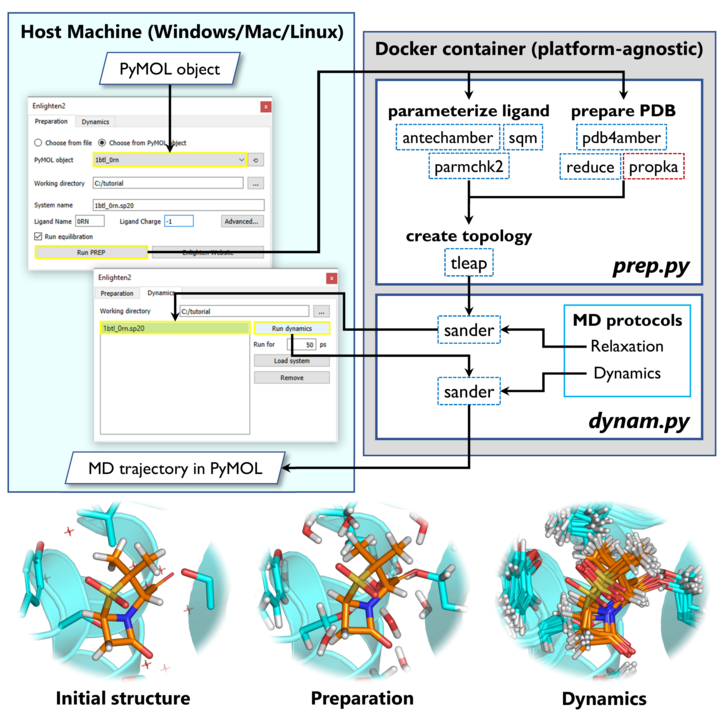 Host Machine (Windows/Mac/Linux)
PyMOL object
Enlighten2
x
Preparation Dynamics
Choose from file Choose from PyMOL object
PyMOL object 1btl_0rn
Working directory C:/tutorial ...
System name 1btl_0rn.sp20
Ligand Name 0RN Ligand Charge -1 Advanced...
Run equilibration
Run PREP Enlighten Website
Enlighten2
x
Preparation Dynamics
Working directory C:/tutorial ...
1btl_0rn.sp20 Run dynamics
Run for 50 ps
Load system
Remove
MD trajectory in PyMOL
Docker container (platform-agnostic)
parameterize ligand
antechamber sqm
parmchk2
prepare PDB
pdb4amber
reduce propka
create topology
tleap
prep.py
sander
MD protocols
Relaxation
Dynamics
sander
dynam.py
Initial structure
Preparation
Dynamics